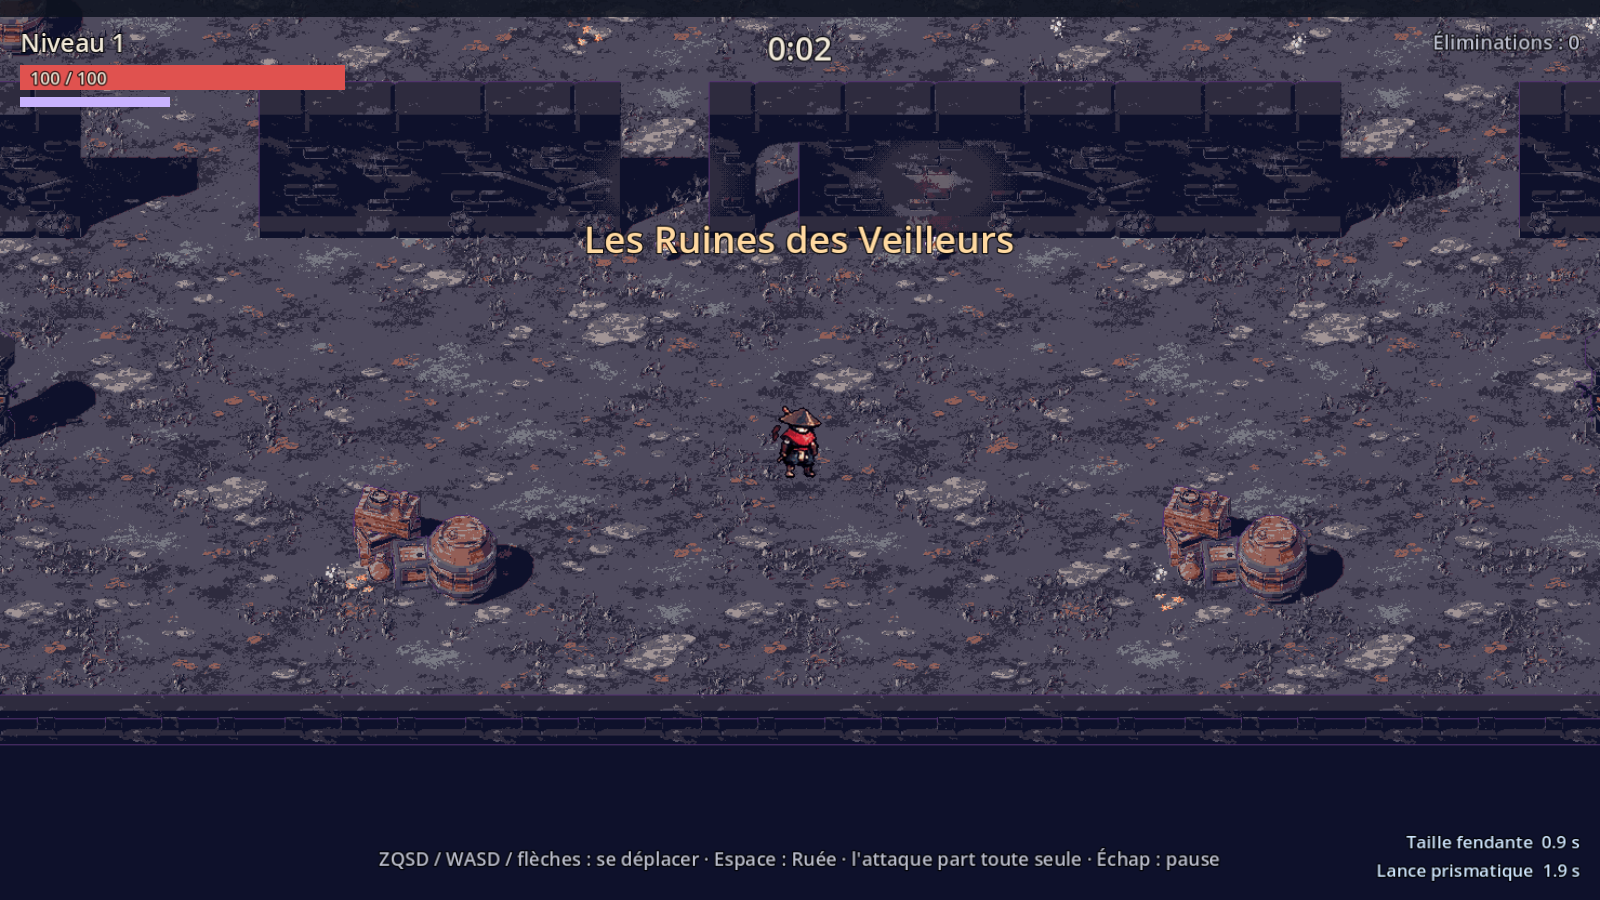 Niveau 1
0:02
Éliminations : 0
100 / 100
Les Ruines des Veilleurs
ZQSD / WASD / flèches : se déplacer · Espace : Ruée · l'attaque part toute seule · Échap : pause
Taille fendante 0.9 s
Lance prismatique 1.9 s